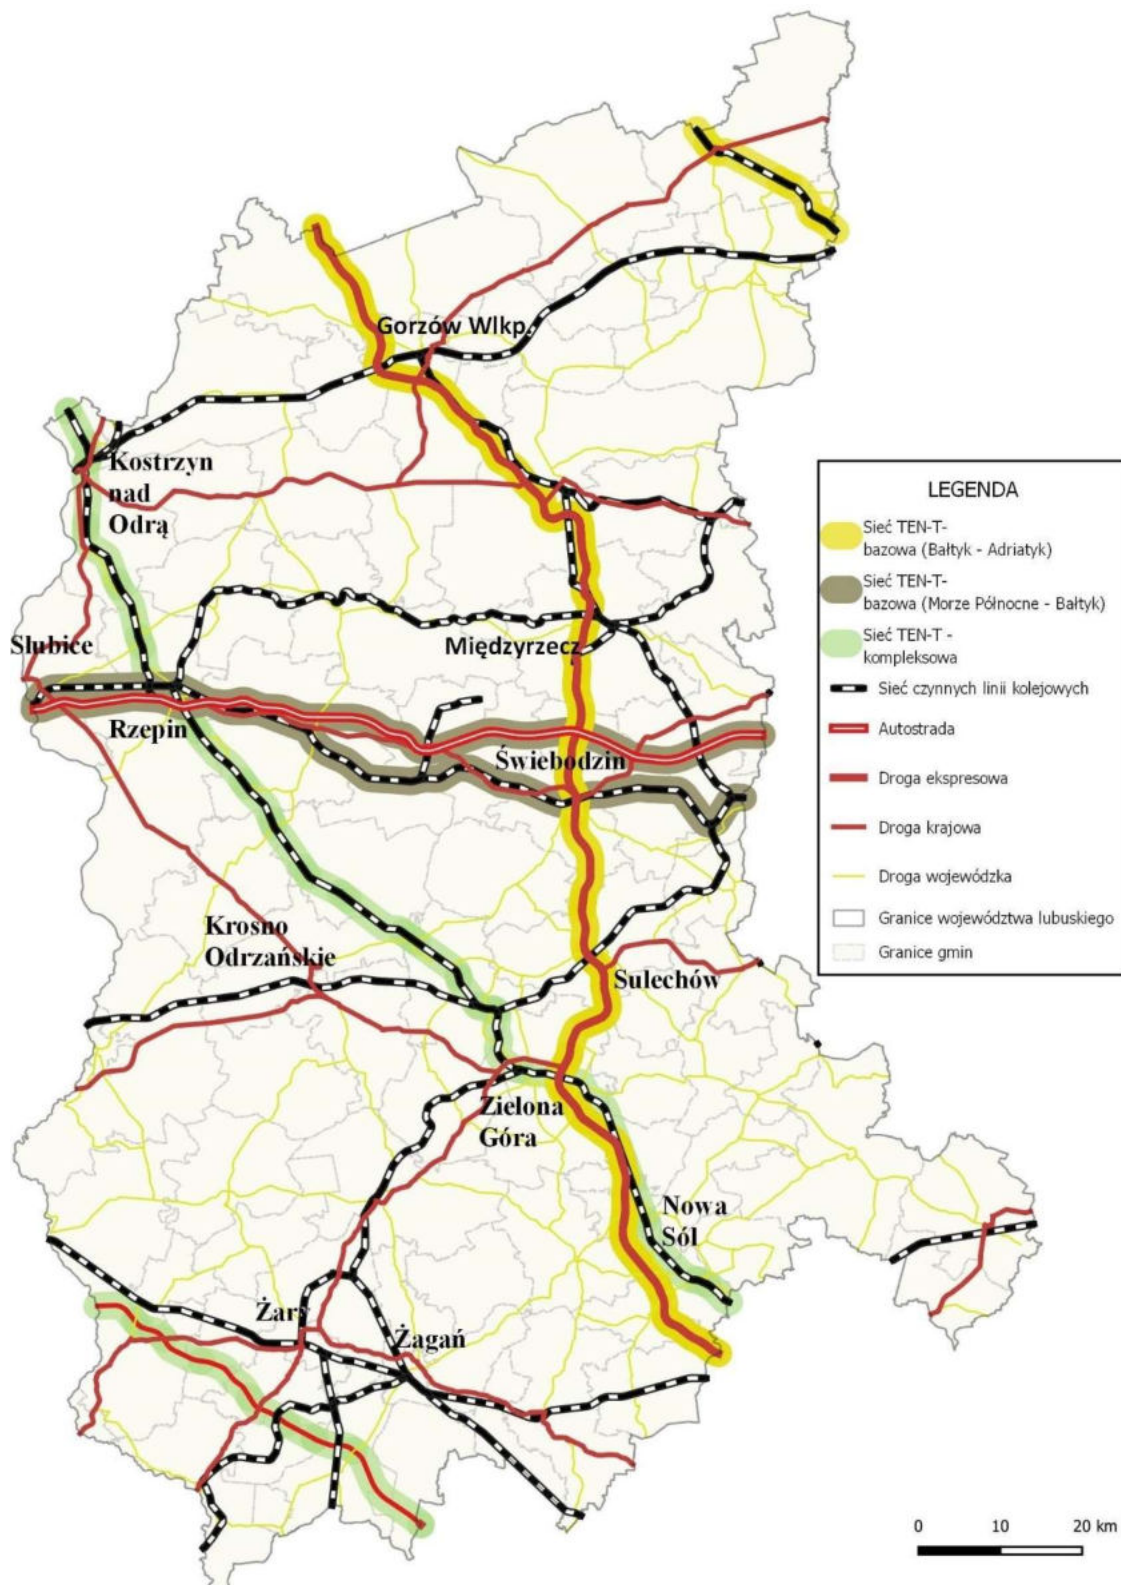 Gorzów Wlkp.
Kostrzyn
nad
Odrą
Słubice
Międzyrzecz
Rzepin
Świebodzin
Krosno
Odrzańskie
Sulechów
Zielona
Góra
Nowa
Sól
Żary
Żagań
LEGENDA
Sieć TEN-T-
bazowa (Bałtyk - Adriatyk)
Sieć TEN-T-
bazowa (Morze Północne - Bałtyk)
Sieć TEN-T -
kompleksowa
Sieć czynnych linii kolejowych
Autostrada
Droga ekspresowa
Droga krajowa
Droga wojewódzka
Granice województwa lubuskiego
Granice gmin
0 10 20 km